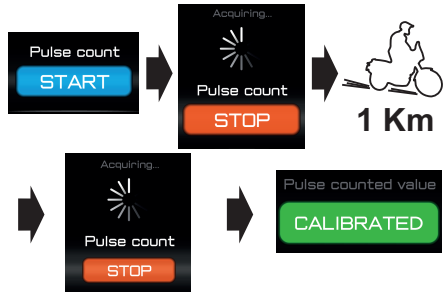 Pulse count
START
Acquiring...
Pulse count
STOP
1 Km
Acquiring...
Pulse count
STOP
Pulse counted value
CALIBRATED